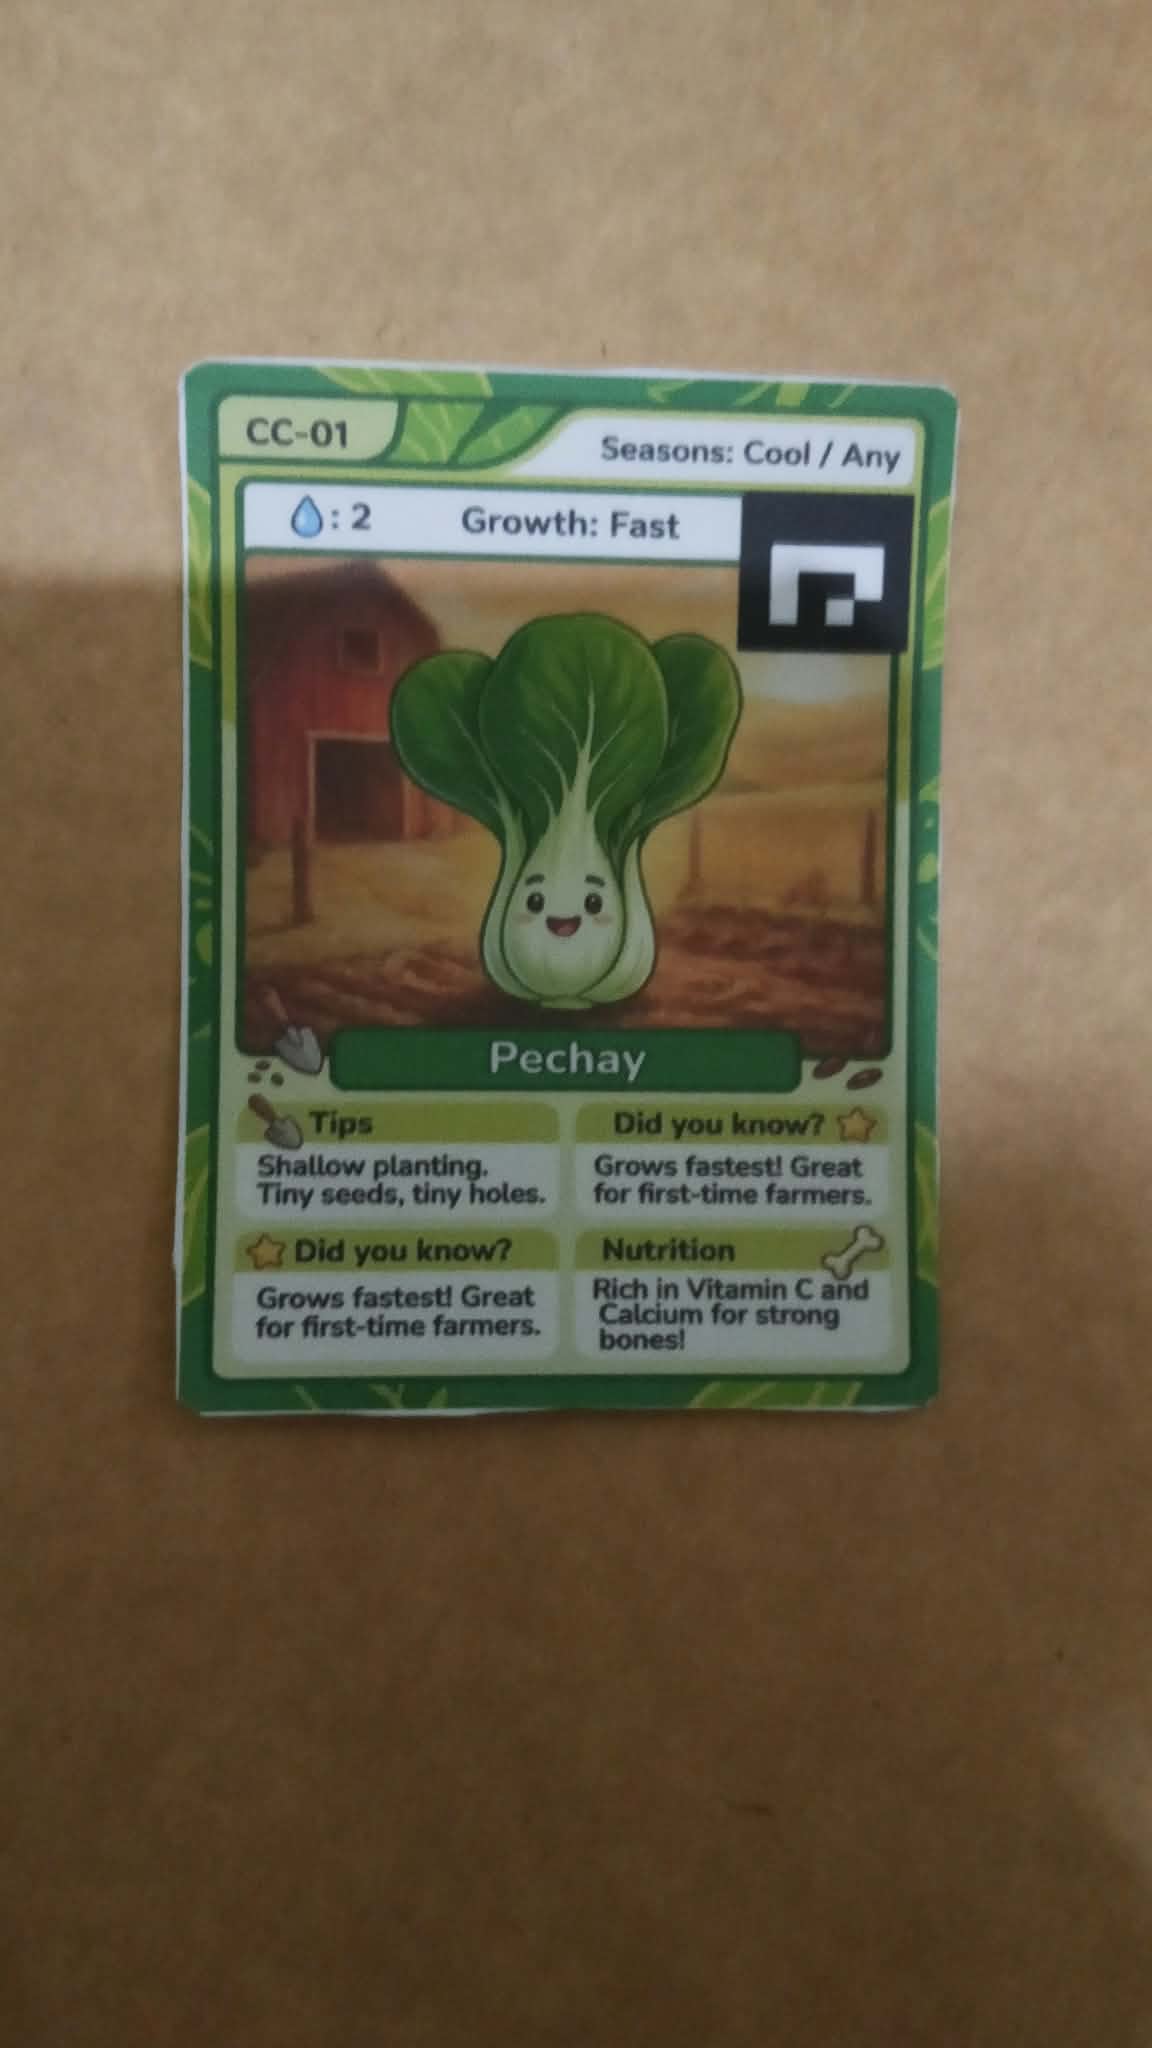 CC-01
Seasons: Cool / Any
: 2
Growth: Fast
Pechay
Tips
Shallow planting.
Tiny seeds, tiny holes.
Did you know?
Grows fastest! Great
for first-time farmers.
Did you know?
Grows fastest! Great
for first-time farmers.
Nutrition
Rich in Vitamin C and
Calcium for strong
bones!